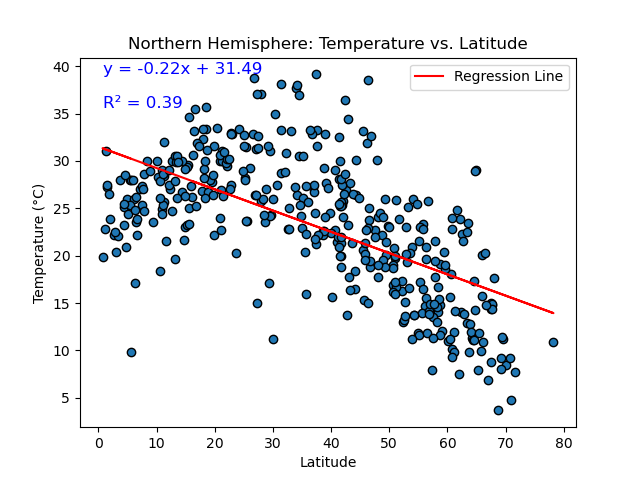 Northern Hemisphere: Temperature vs. Latitude
y = -0.22x + 31.49
R² = 0.39
Regression Line
Temperature (°C)
40
35
30
25
20
15
10
5
0 10 20 30 40 50 60 70 80
Latitude